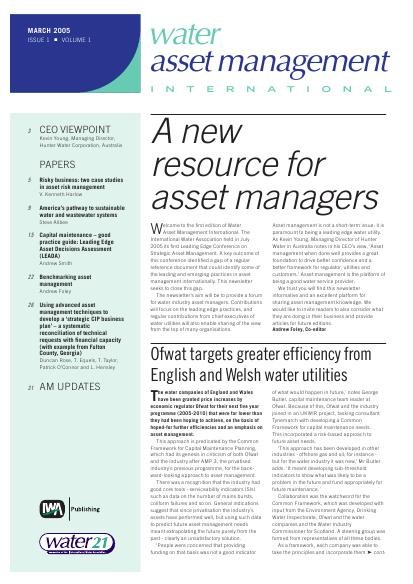 MARCH 2005
ISSUE 1 ■ VOLUME 1
water
asset management
INTERNATIONAL
3 CEO VIEWPOINT
Kevin Young, Managing Director,
Hunter Water Corporation, Australia
PAPERS
5 Risky business: two case studies
in asset risk management
V. Kenneth Harlow
9 America's pathway to sustainable
water and wastewater systems
Steve Allbee
15 Capital maintenance – good
practice guide: Leading Edge
Asset Decisions Assessment
(LEADA)
Andrew Smith
22 Benchmarking asset
management
Andrew Foley
26 Using advanced asset
management techniques to
develop a 'strategic CIP business
plan' – a systematic
reconciliation of technical
requests with financial capacity
(with example from Fulton
County, Georgia)
Duncan Rose, T. Equels, T. Taylor,
Patrick O'Connor and L. Hensley
31 AM UPDATES
IWA Publishing
water21
A new
resource for
asset managers
Welcome to the first edition of Water
Asset Management International. The
International Water Association held in July
2005 its first Leading Edge Conference on
Strategic Asset Management. A key outcome of
this conference identified a gap of a regular
reference document that could identify some of
the leading and emerging practices in asset
management internationally. This newsletter
seeks to close this gap.
The newsletter's aim will be to provide a forum
for water industry asset managers. Contributions
will focus on the leading edge practices, and
regular contributions from chief executives of
water utilities will also enable sharing of the view
from the top of many organisations.
Asset management is not a short-term issue. It is
paramount to being a leading edge water utility.
As Kevin Young, Managing Director of Hunter
Water in Australia notes in his CEO's view, 'Asset
management when done well provides a good
foundation to drive better confidence and a
better framework for regulator, utilities and
customers.' Asset management is the platform of
being a good water service provider.
We trust you will find this newsletter
informative and an excellent platform for
sharing asset management knowledge. We
would like to invite readers to also consider what
they are doing in their business and provide
articles for future editions.
Andrew Foley, Co-editor
Ofwat targets greater efficiency from
English and Welsh water utilities
The water companies of England and Wales
have been granted price increases by
economic regulator Ofwat for their next five year
programme (2005-2010) that were far lower than
they had been hoping to achieve, on the basis of
hoped-for further efficiencies and an emphasis on
asset management.
This approach is predicated by the Common
Framework for Capital Maintenance Planning,
which had its genesis in criticism of both Ofwat
and the industry after AMP 3, the prioritised
industry's previous programme, for the back-
ward-looking approach to asset management.
There was a recognition that the industry had
good core tools - serviceability indicators (SIs)
such as data on the number of mains bursts,
coliform failures and so on. General indications
suggest that since privatisation the industry's
assets have performed well, but using such data
to predict future asset management needs
meant extrapolating the future purely from the
past - clearly an unsatisfactory solution.
'People were concerned that providing
funding on that basis was not a good indicator
of what would happen in future,' notes George
Butler, capital maintenance team leader at
Ofwat. Because of this, Ofwat and the industry
joined in an UKWIR project, tasking consultant
Tynemarch with developing a Common
Framework for capital maintenance needs.
This incorporated a risk-based approach to
future asset needs.
'This approach has been developed in other
industries - offshore gas and oil, for instance -
but for the water industry it was new,' Mr Butler
adds. 'It meant developing sub-threshold
indicators to show what was likely to be a
problem in the future and fund appropriately for
future maintenance.'
Collaboration was the watchword for the
Common Framework, which was developed with
input from the Environment Agency, Drinking
Water Inspectorate, Ofwat and the water
companies and the Water Industry
Commissioner for Scotland. A steering group was
formed from representatives of all these bodies.
As a framework, each company was able to
take the principles and incorporate them ► cont